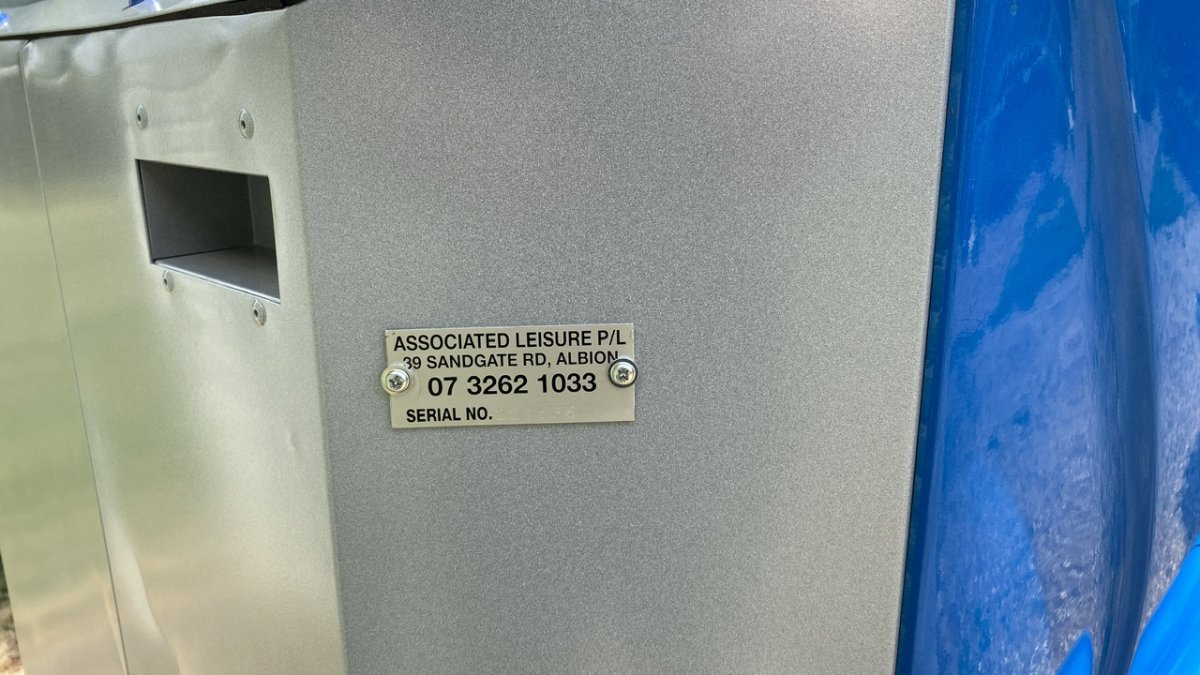 ASSOCIATED LEISURE P/L
39 SANDGATE RD, ALBION
07 3262 1033
SERIAL NO.